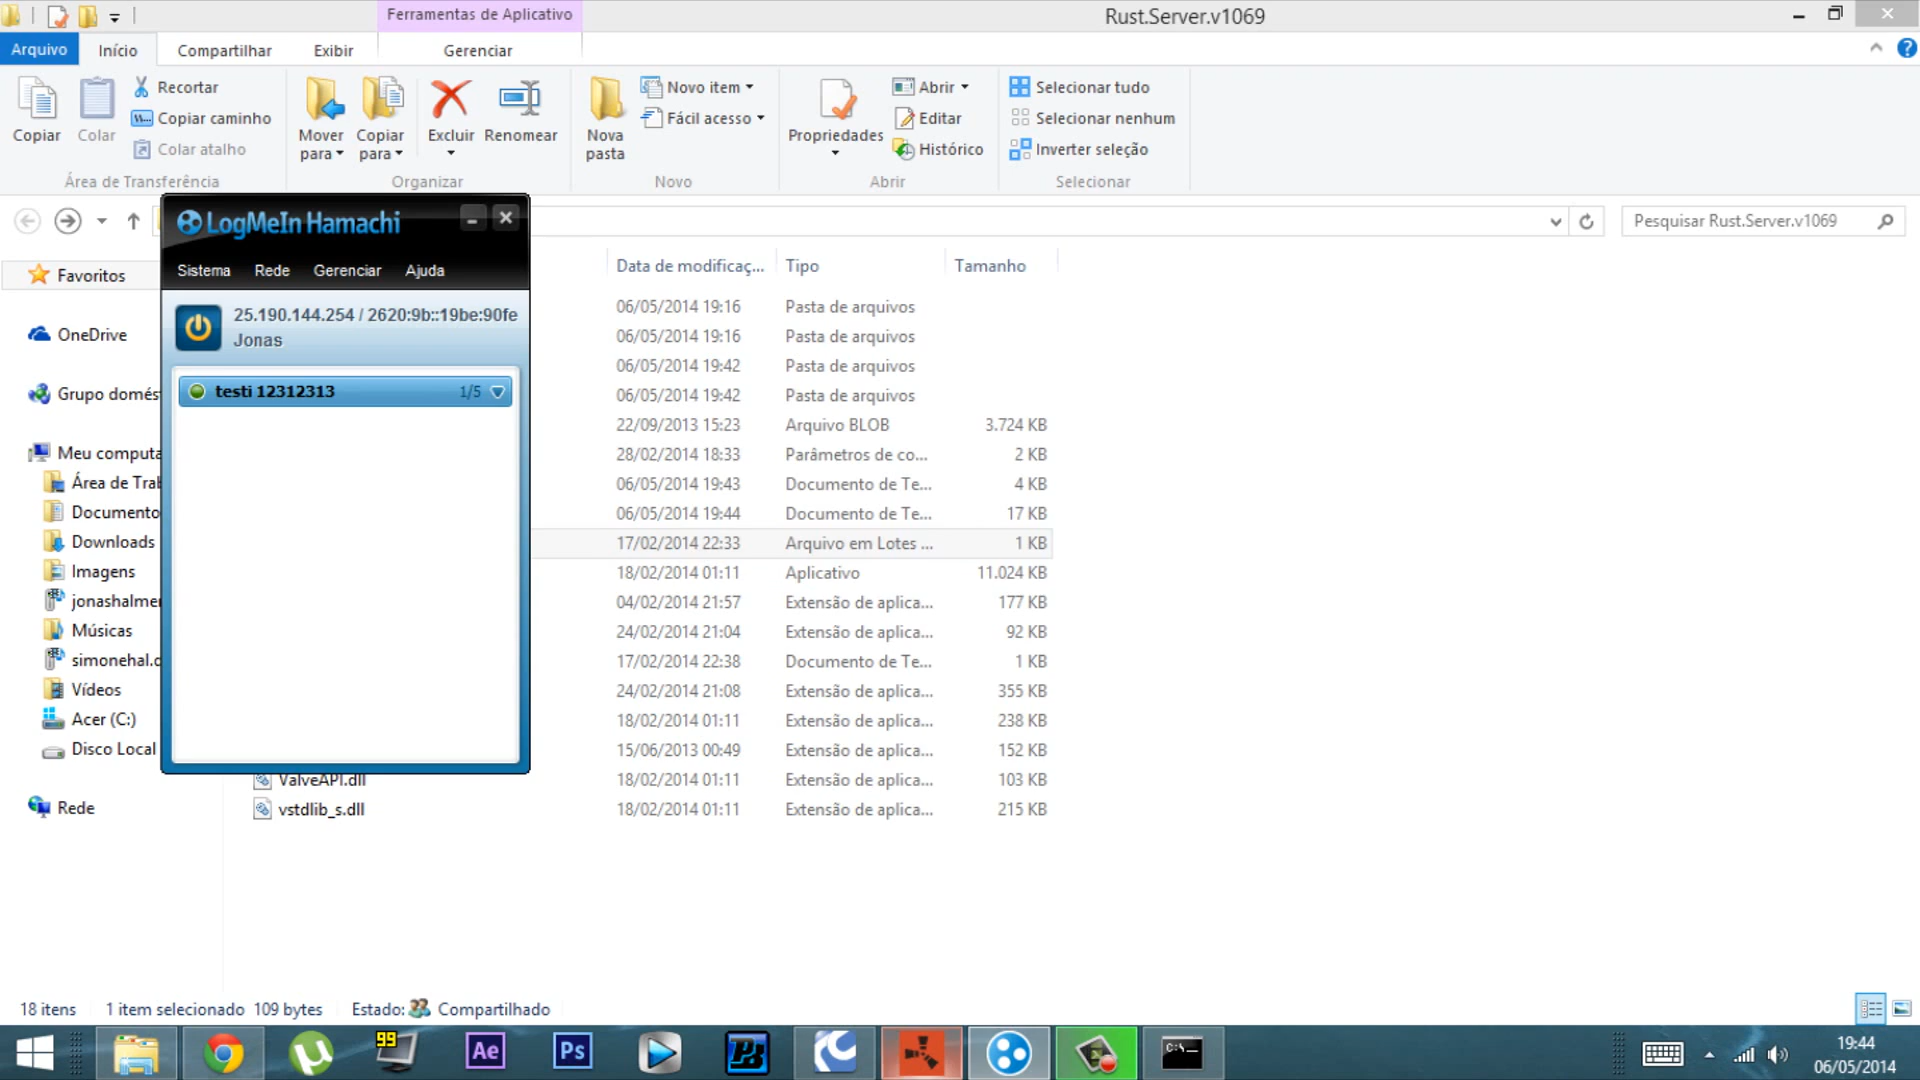 Ferramentas de Aplicativo
Rust.Server.v1069
Arquivo
Início
Compartilhar
Exibir
Gerenciar
Copiar
Colar
Recortar
Copiar caminho
Colar atalho
Área de Transferência
Mover para
Copiar para
Excluir
Renomear
Organizar
Nova pasta
Novo item
Fácil acesso
Novo
Propriedades
Abrir
Editar
Histórico
Abrir
Selecionar tudo
Selecionar nenhum
Inverter seleção
Selecionar
Pesquisar Rust.Server.v1069
LogMeIn Hamachi
Sistema Rede Gerenciar Ajuda
25.190.144.254 / 2620:9b::19be:90fe
Jonas
testi 12312313 1/5
Favoritos
OneDrive
Grupo domés
Meu computa
Área de Trab
Documento
Downloads
Imagens
jonashalmer
Músicas
simonehal.c
Vídeos
Acer (C:)
Disco Local
Rede
Data de modificaç... Tipo Tamanho
06/05/2014 19:16 Pasta de arquivos
06/05/2014 19:16 Pasta de arquivos
06/05/2014 19:42 Pasta de arquivos
06/05/2014 19:42 Pasta de arquivos
22/09/2013 15:23 Arquivo BLOB 3.724 KB
28/02/2014 18:33 Parâmetros de co... 2 KB
06/05/2014 19:43 Documento de Te... 4 KB
06/05/2014 19:44 Documento de Te... 17 KB
17/02/2014 22:33 Arquivo em Lotes ... 1 KB
18/02/2014 01:11 Aplicativo 11.024 KB
04/02/2014 21:57 Extensão de aplica... 177 KB
24/02/2014 21:04 Extensão de aplica... 92 KB
17/02/2014 22:38 Documento de Te... 1 KB
24/02/2014 21:08 Extensão de aplica... 355 KB
18/02/2014 01:11 Extensão de aplica... 238 KB
15/06/2013 00:49 Extensão de aplica... 152 KB
ValveAPI.dll 18/02/2014 01:11 Extensão de aplica... 103 KB
vstdlib_s.dll 18/02/2014 01:11 Extensão de aplica... 215 KB
18 itens 1 item selecionado 109 bytes Estado: Compartilhado
99
Ae
Ps
C:\
19:44
06/05/2014